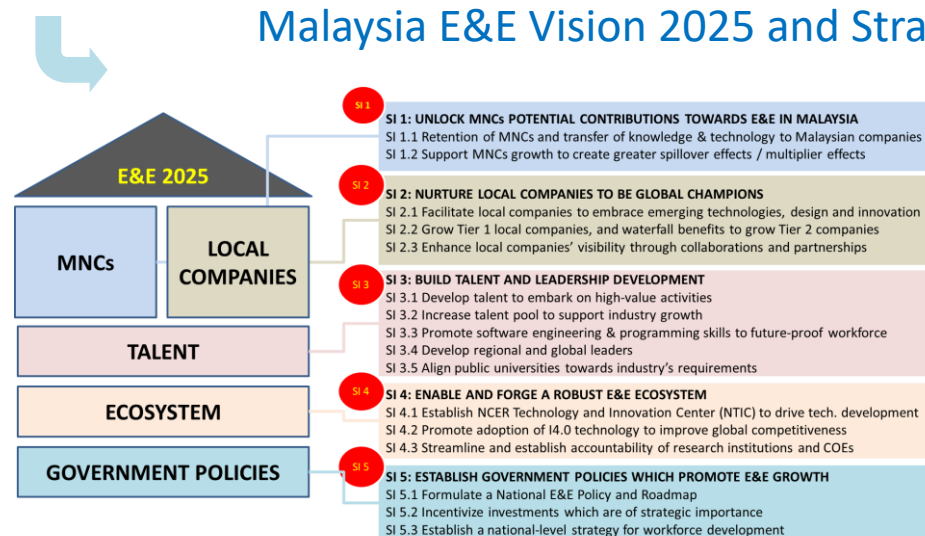 Malaysia E&E Vision 2025 and Stra
SI 1
SI 1: UNLOCK MNCs POTENTIAL CONTRIBUTIONS TOWARDS E&E IN MALAYSIA
SI 1.1 Retention of MNCs and transfer of knowledge & technology to Malaysian companies
SI 1.2 Support MNCs growth to create greater spillover effects / multiplier effects
E&E 2025
SI 2
SI 2: NURTURE LOCAL COMPANIES TO BE GLOBAL CHAMPIONS
SI 2.1 Facilitate local companies to embrace emerging technologies, design and innovation
SI 2.2 Grow Tier 1 local companies, and waterfall benefits to grow Tier 2 companies
SI 2.3 Enhance local companies' visibility through collaborations and partnerships
MNCs
LOCAL
COMPANIES
SI 3
SI 3: BUILD TALENT AND LEADERSHIP DEVELOPMENT
SI 3.1 Develop talent to embark on high-value activities
SI 3.2 Increase talent pool to support industry growth
SI 3.3 Promote software engineering & programming skills to future-proof workforce
SI 3.4 Develop regional and global leaders
SI 3.5 Align public universities towards industry's requirements
TALENT
SI 4
SI 4: ENABLE AND FORGE A ROBUST E&E ECOSYSTEM
SI 4.1 Establish NCER Technology and Innovation Center (NTIC) to drive tech. development
SI 4.2 Promote adoption of I4.0 technology to improve global competitiveness
SI 4.3 Streamline and establish accountability of research institutions and COEs
ECOSYSTEM
GOVERNMENT POLICIES
SI 5
SI 5: ESTABLISH GOVERNMENT POLICIES WHICH PROMOTE E&E GROWTH
SI 5.1 Formulate a National E&E Policy and Roadmap
SI 5.2 Incentivize investments which are of strategic importance
SI 5.3 Establish a national-level strategy for workforce development